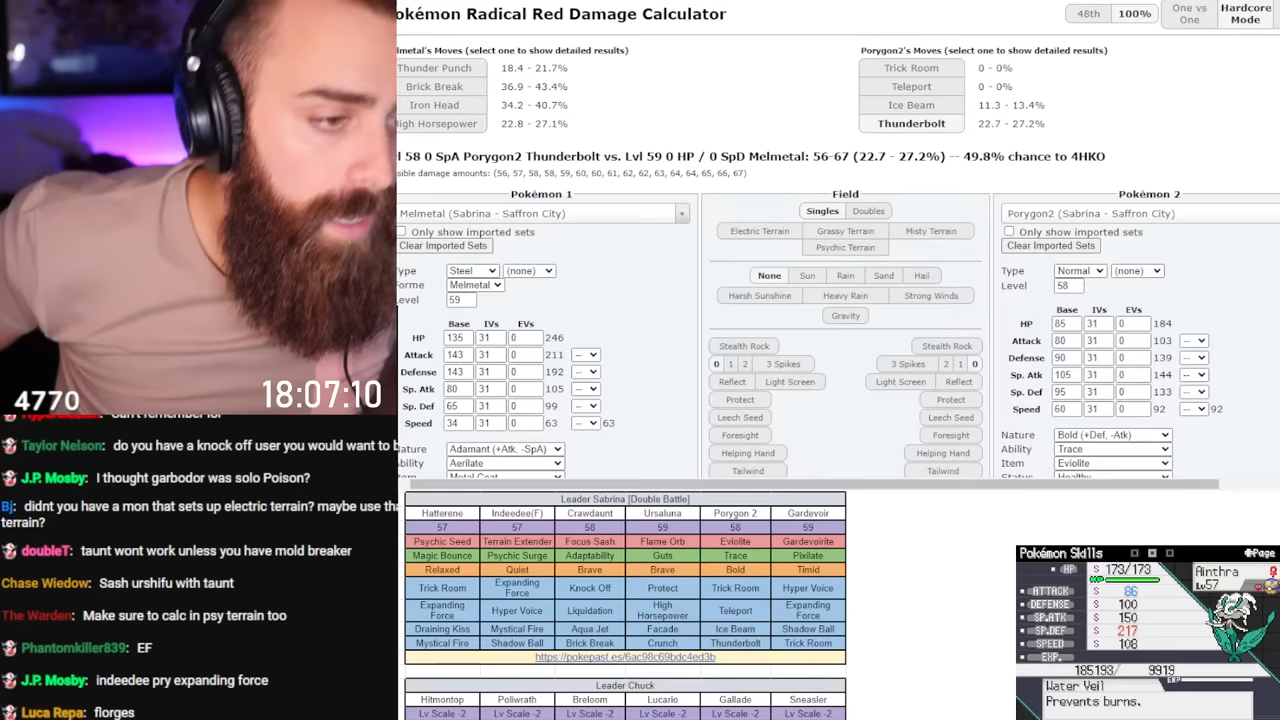 okémon Radical Red Damage Calculator
48th 100% One vs One Hardcore Mode
elmetal's Moves (select one to show detailed results)
Thunder Punch 18.4 - 21.7%
Brick Break 36.9 - 43.4%
Iron Head 34.2 - 40.7%
High Horsepower 22.8 - 27.1%
Porygon2's Moves (select one to show detailed results)
Trick Room 0 - 0%
Teleport 0 - 0%
Ice Beam 11.3 - 13.4%
Thunderbolt 22.7 - 27.2%
l 58 0 SpA Porygon2 Thunderbolt vs. Lvl 59 0 HP / 0 SpD Melmetal: 56-67 (22.7 - 27.2%) -- 49.8% chance to 4HKO
sible damage amounts: (56, 57, 58, 58, 59, 60, 60, 61, 62, 62, 63, 64, 64, 65, 66, 67)
Pokémon 1
Melmetal (Sabrina - Saffron City)
Only show imported sets
Clear Imported Sets
Type Steel (none)
Forme Melmetal
Level 59
Base IVs EVs
HP 135 31 0 246
Attack 143 31 0 211 --
Defense 143 31 0 192 --
Sp. Atk 80 31 0 105 --
Sp. Def 65 31 0 99 --
Speed 34 31 0 63 -- 63
Nature Adamant (+Atk, -SpA)
Ability Aerilate
Item Metal Coat
Field
Singles Doubles
Electric Terrain Grassy Terrain Misty Terrain
Psychic Terrain
None Sun Rain Sand Hail
Harsh Sunshine Heavy Rain Strong Winds
Gravity
Stealth Rock Stealth Rock
0 1 2 3 Spikes 3 Spikes 2 1 0
Reflect Light Screen Light Screen Reflect
Protect Protect
Leech Seed Leech Seed
Foresight Foresight
Helping Hand Helping Hand
Tailwind Tailwind
Pokémon 2
Porygon2 (Sabrina - Saffron City)
Only show imported sets
Clear Imported Sets
Type Normal (none)
Level 58
Base IVs EVs
HP 85 31 0 184
Attack 80 31 0 103 --
Defense 90 31 0 139 --
Sp. Atk 105 31 0 144 --
Sp. Def 95 31 0 133 --
Speed 60 31 0 92 -- 92
Nature Bold (+Def, -Atk)
Ability Trace
Item Eviolite
Status Healthy
4770 18:07:10
Taylor Nelson: do you have a knock off user you would want to b
J.P. Mosby: I thought garbodor was solo Poison?
Bj: didnt you have a mon that sets up electric terrain? maybe use tha
terrain?
doubleT: taunt wont work unless you have mold breaker
Chase Wiedow: Sash urshifu with taunt
The Warden: Makesure to calc in psy terrain too
Phantomkiller839: EF
J.P. Mosby: indeedee pry expanding force
Luca Repa: florges
Leader Sabrina [Double Battle]
Hatterene Indeedee(F) Crawdaunt Ursaluna Porygon 2 Gardevoir
57 57 58 59 58 59
Psychic Seed Terrain Extender Focus Sash Flame Orb Eviolite Gardevoirite
Magic Bounce Psychic Surge Adaptability Guts Trace Pixilate
Relaxed Quiet Brave Brave Bold Timid
Trick Room Expanding Force Knock Off Protect Trick Room Hyper Voice
Expanding Force Hyper Voice Liquidation High Horsepower Teleport Expanding Force
Draining Kiss Mystical Fire Aqua Jet Facade Ice Beam Shadow Ball
Mystical Fire Shadow Ball Brick Break Crunch Thunderbolt Trick Room
https://pokepast.es/6ac98c69bdc4ed3b
Leader Chuck
Hitmontop Poliwrath Breloom Lucario Gallade Sneasler
Lv Scale -2 Lv Scale -2 Lv Scale -2 Lv Scale -2 Lv Scale -2 Lv Scale -2
Pokémon Skills Page
HP S 173/173
Ainthra
Lv57
ATTACK S 86
DEFENSE S 100
SP.ATK S 150
SP.DEF S 217
SPEED S 108
EXP.
185193/ 9919
Water Veil
Prevents burns.